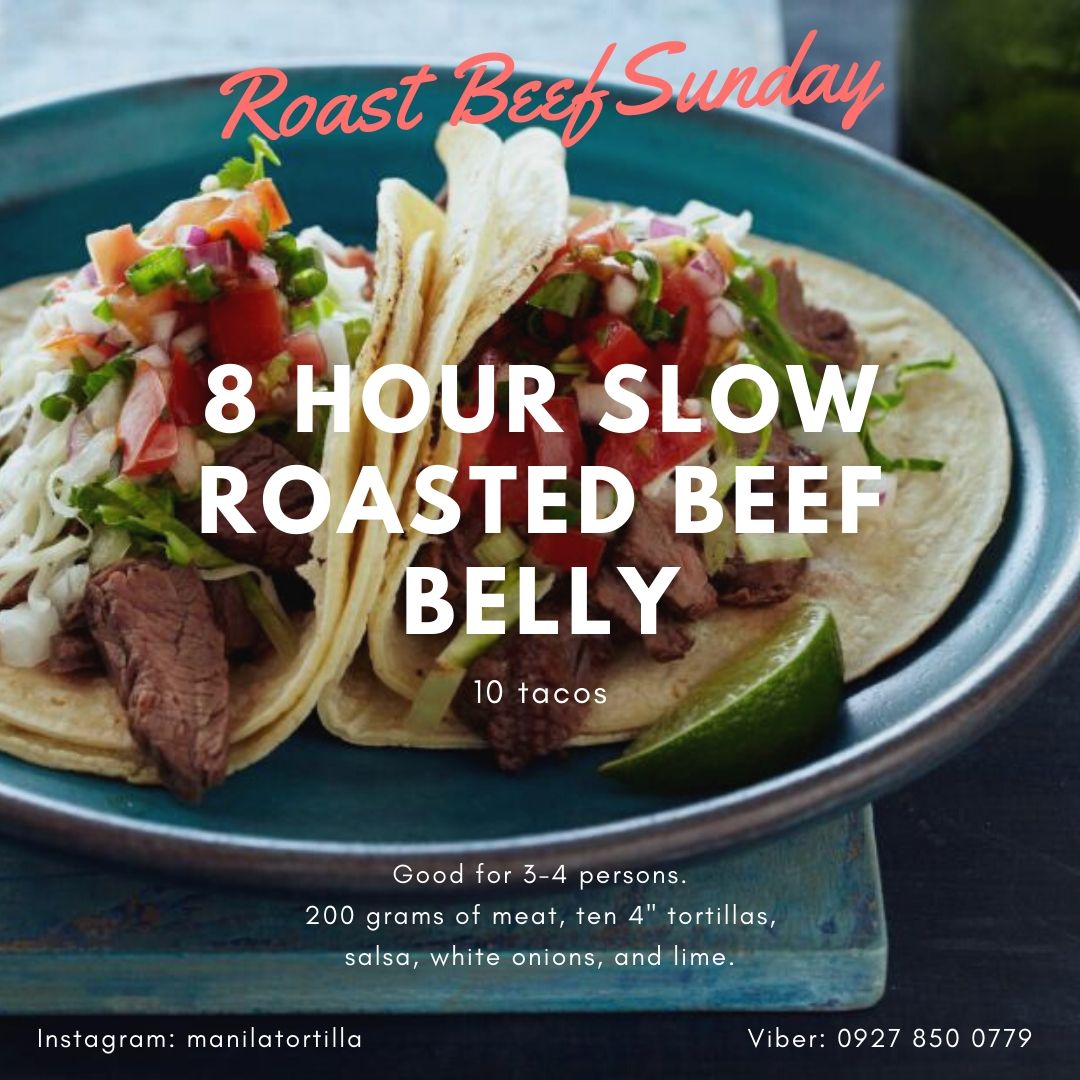 Roast Beef Sunday
8 HOUR SLOW
ROASTED BEEF
BELLY
10 tacos
Good for 3-4 persons.
200 grams of meat, ten 4" tortillas,
salsa, white onions, and lime.
Instagram: manilatortilla
Viber: 0927 850 0779